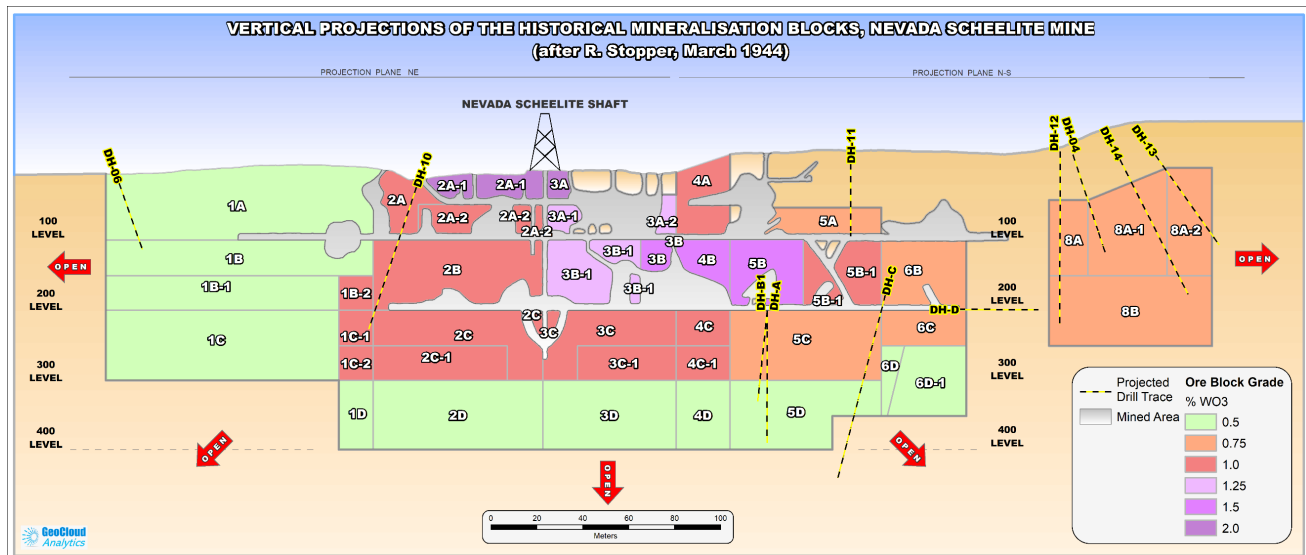 VERTICAL PROJECTIONS OF THE HISTORICAL MINERALISATION BLOCKS, NEVADA SCHEELITE MINE
(after R. Stopper, March 1944)
PROJECTION PLANE NE
PROJECTION PLANE N-S
NEVADA SCHEELITE SHAFT
DH-06
DH-10
DH-11
DH-12
DH-04
DH-14
DH-13
1A
2A
2A-1
2A-1
3A
4A
2A-2
2A-2
3A-1
3A-2
5A
2A-2
8A
8A-1
8A-2
100
LEVEL
100
LEVEL
1B
2B
3B-1
3B
3B
4B
5B
5B-1
6B
3B-1
DH-C
OPEN
OPEN
1B-1
1B-2
3B-1
5B-1
DH-B1
DH-A
DH-D
200
LEVEL
200
LEVEL
8B
1C
1C-1
2C
2C
3C
3C
4C
5C
6C
1C-2
2C-1
3C-1
4C-1
6D
6D-1
300
LEVEL
300
LEVEL
1D
2D
3D
4D
5D
400
LEVEL
400
LEVEL
OPEN
OPEN
OPEN
Projected
Drill Trace
Mined Area
Ore Block Grade
% WO3
0.5
0.75
1.0
1.25
1.5
2.0
0 20 40 60 80 100
Meters
GeoCloud
Analytics